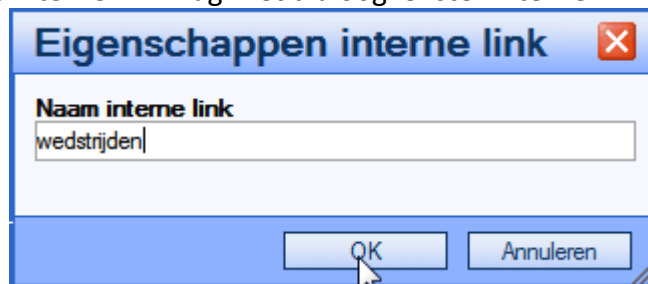 Eigenschappen interne link
Naam interne link
wedstrijden
OK
Annuleren